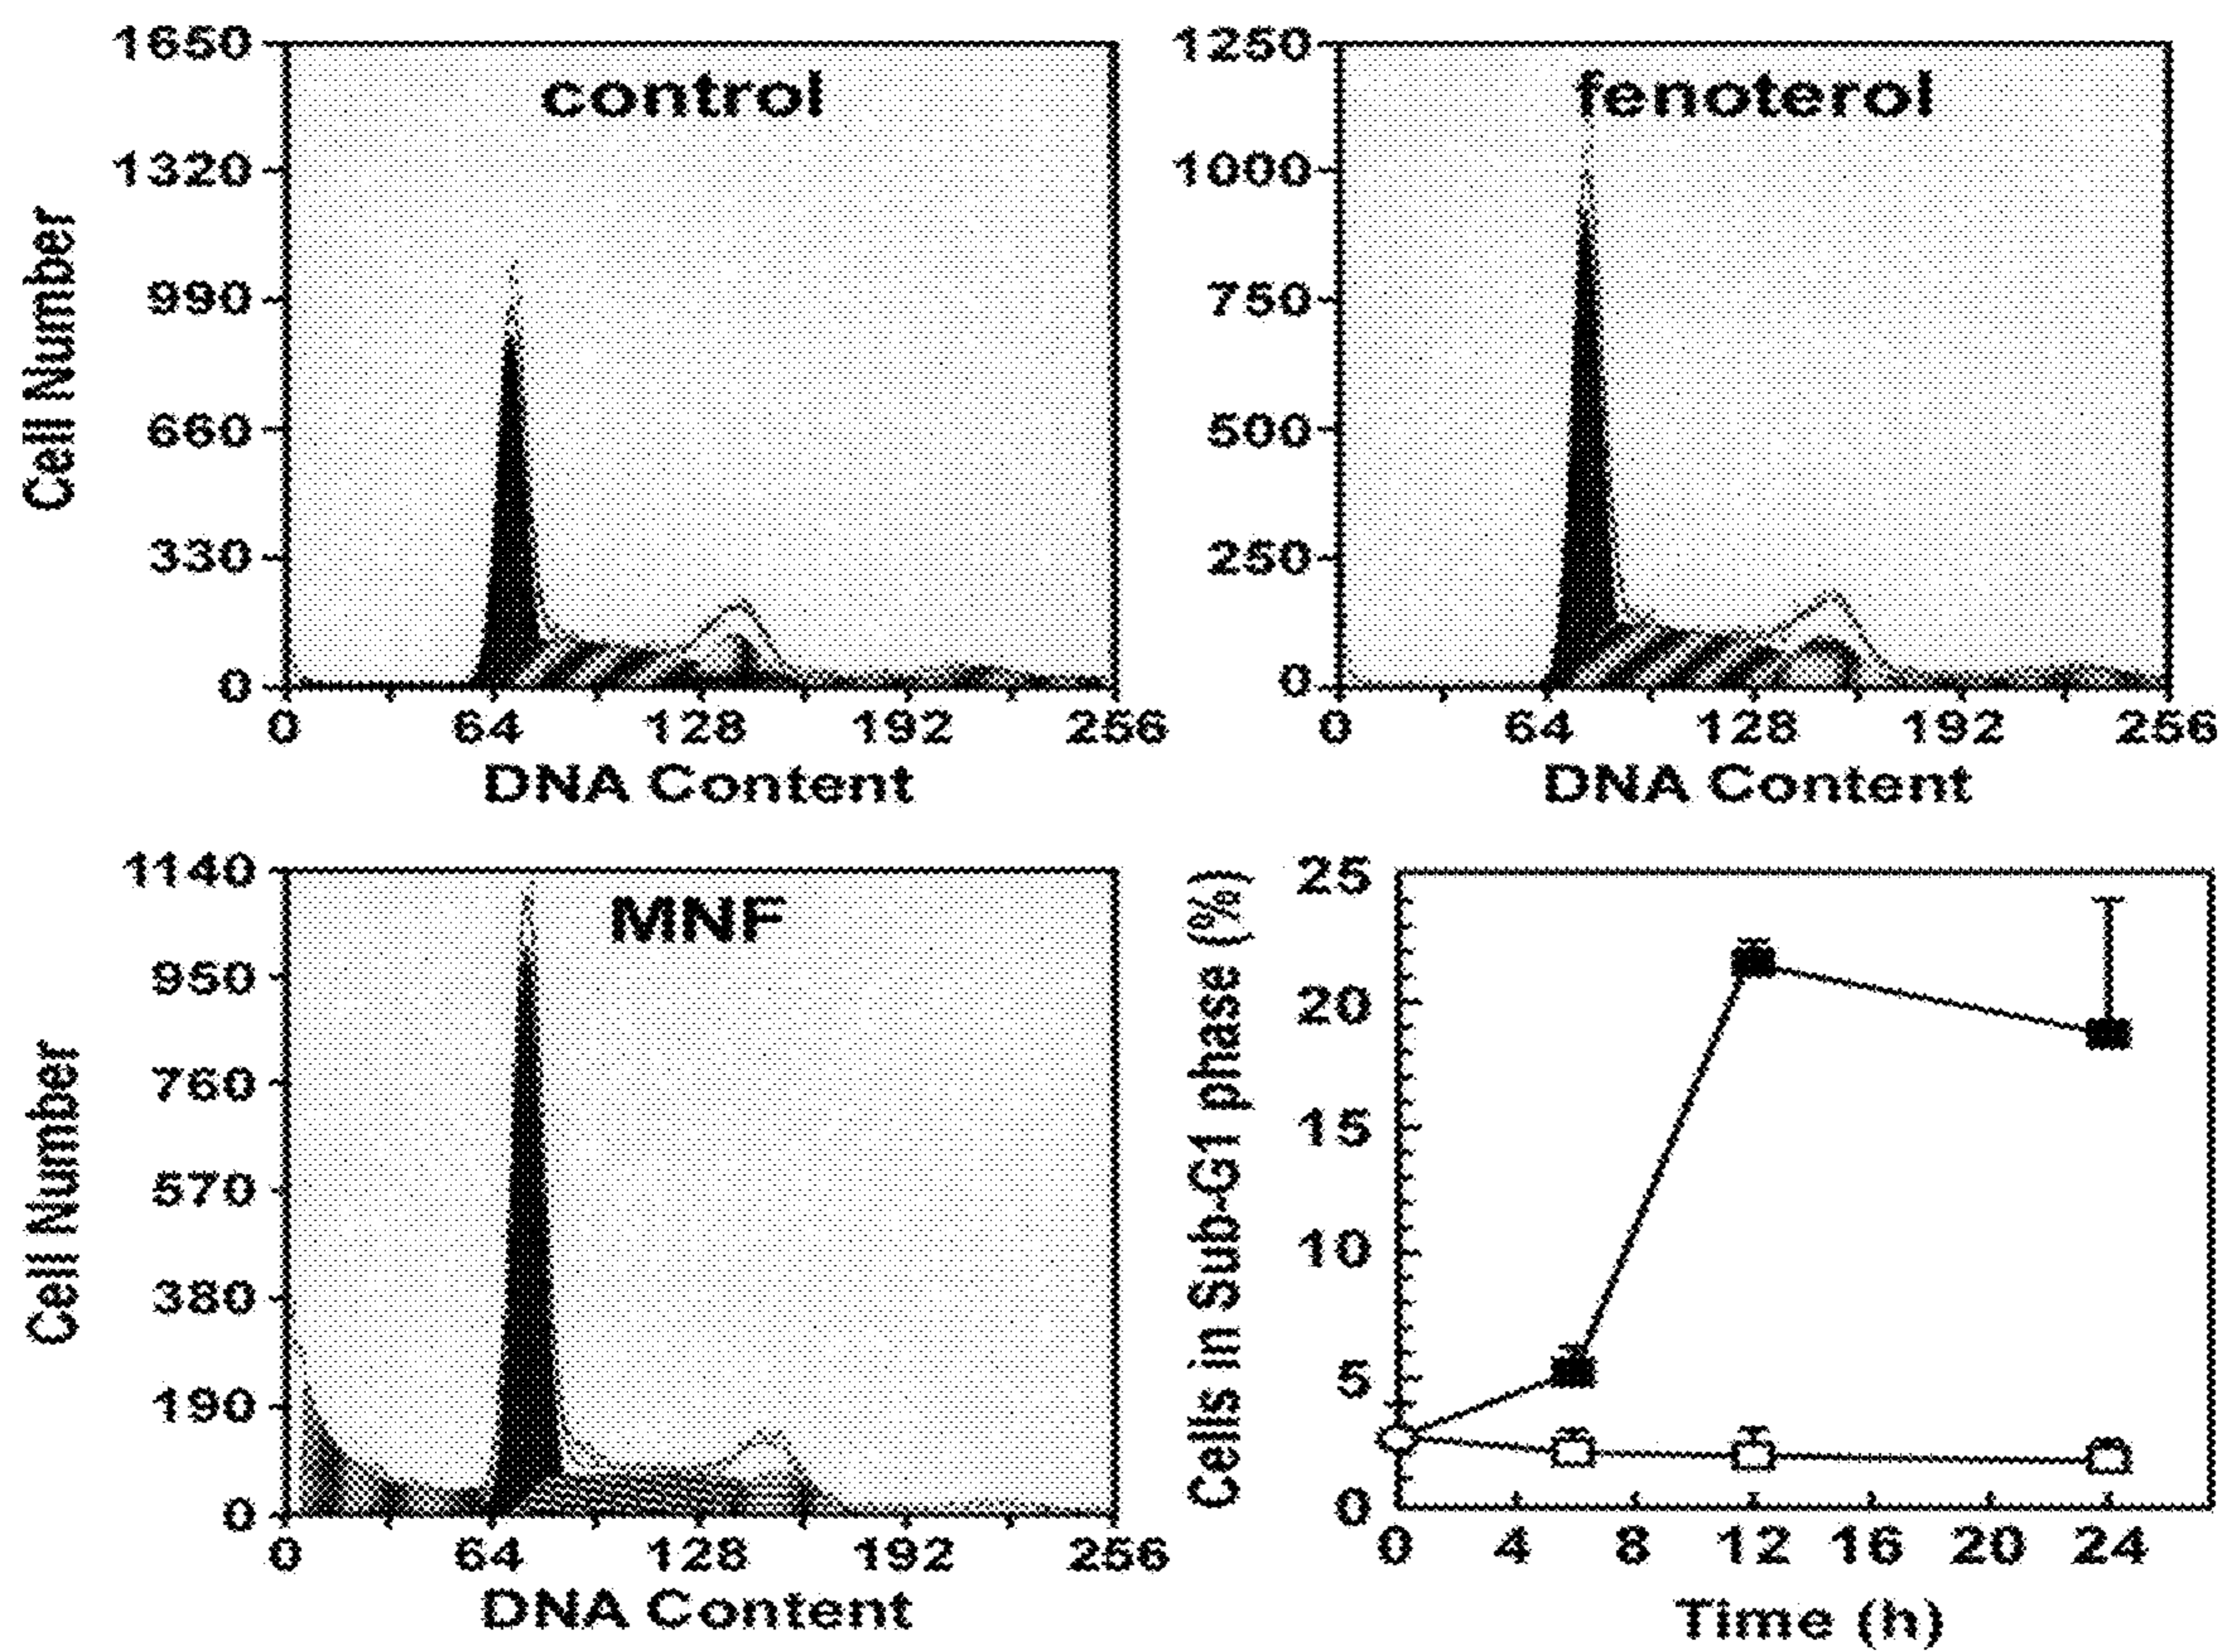 1650
control
1320
990
660
330
0
Cell Number
0 64 128 192 256
DNA Content
1250
fenoterol
1000
750
500
250
0
0 64 128 192 256
DNA Content
1140
MNF
950
760
570
380
190
0
Cell Number
0 64 128 192 256
DNA Content
25
20
15
10
5
0
Cells in Sub-G1 phase (%)
0 4 8 12 16 20 24
Time (h)